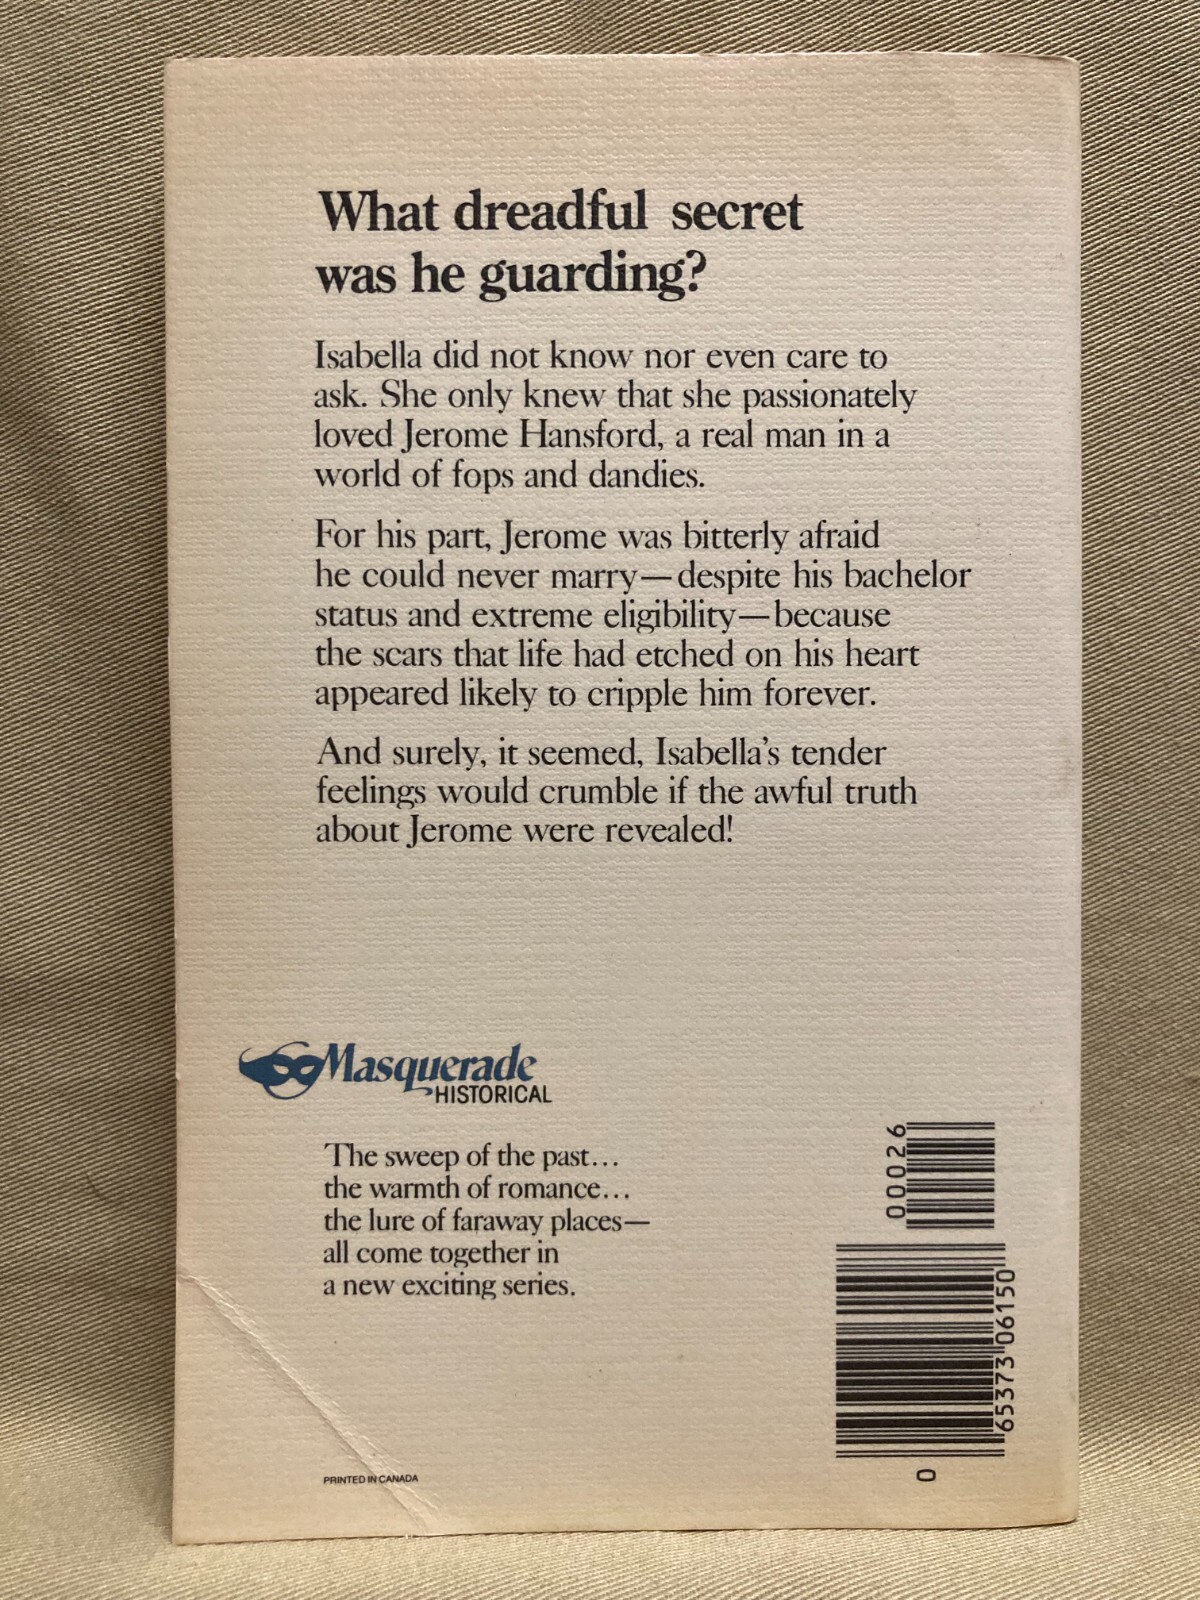 What dreadful secret
was he guarding?
Isabella did not know nor even care to
ask. She only knew that she passionately
loved Jerome Hansford, a real man in a
world of fops and dandies.
For his part, Jerome was bitterly afraid
he could never marry—despite his bachelor
status and extreme eligibility—because
the scars that life had etched on his heart
appeared likely to cripple him forever.
And surely, it seemed, Isabella's tender
feelings would crumble if the awful truth
about Jerome were revealed!
Masquerade
HISTORICAL
The sweep of the past...
the warmth of romance...
the lure of faraway places—
all come together in
a new exciting series.
PRINTED IN CANADA
00026
0 65373 06150